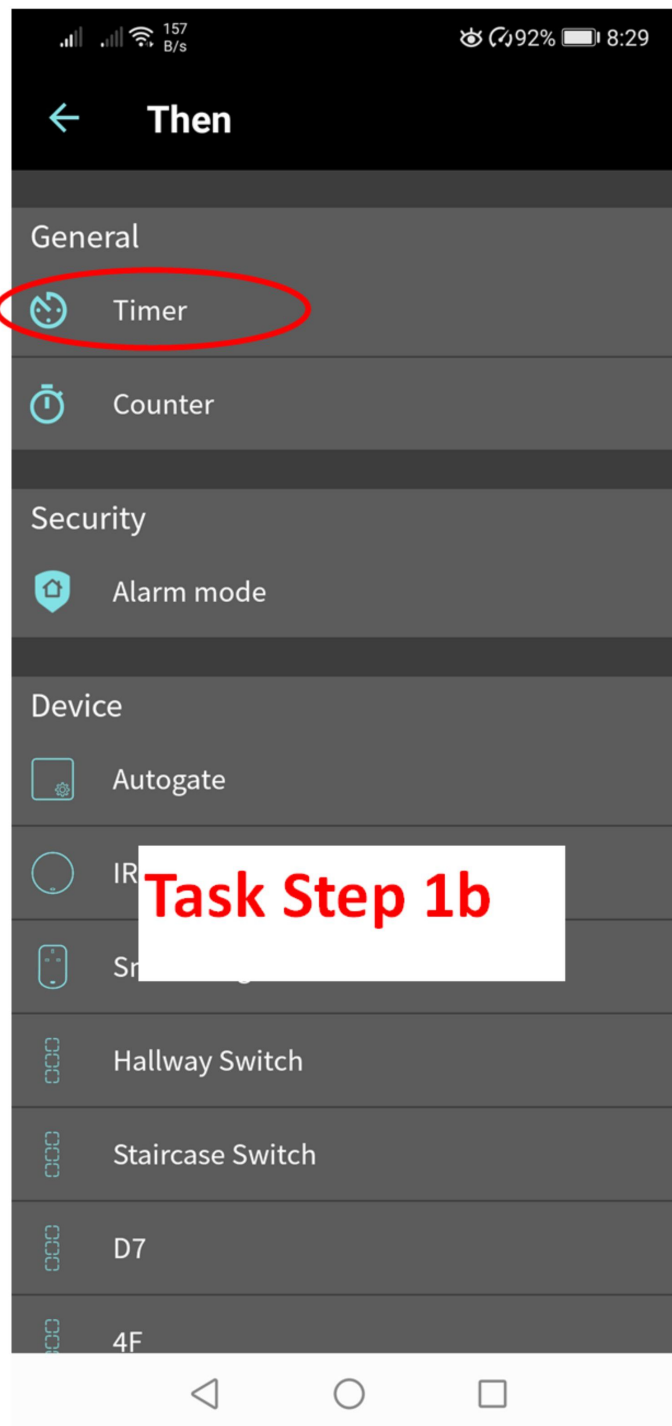 157
B/s
92%
8:29
Then
General
Timer
Counter
Security
Alarm mode
Device
Autogate
IR
Task Step 1b
Hallway Switch
Staircase Switch
D7
4F